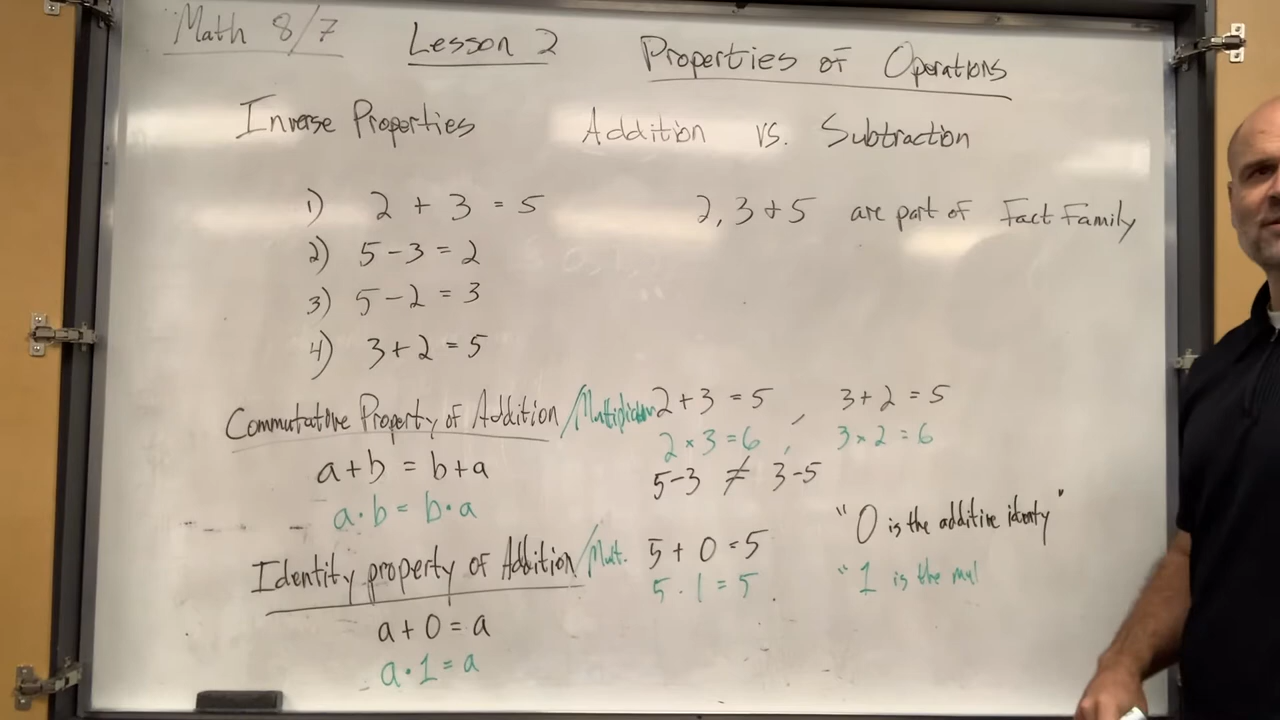 Math 8/7 Lesson 2 Properties of Operations
Inverse Properties Addition vs. Subtraction
1) 2 + 3 = 5 2, 3 + 5 are part of Fact Family
2) 5 - 3 = 2
3) 5 - 2 = 3
4) 3 + 2 = 5
Commutative Property of Addition / 2 + 3 = 5 , 3 + 2 = 5
2 × 3 = 6 , 3 × 2 = 6
a + b = b + a 5 - 3 ≠ 3 - 5
a · b = b · a
"0 is the additive identy"
Identity property of Addition / Mult. 5 + 0 = 5
5 · 1 = 5 "1 is the mul
a + 0 = a
a · 1 = a